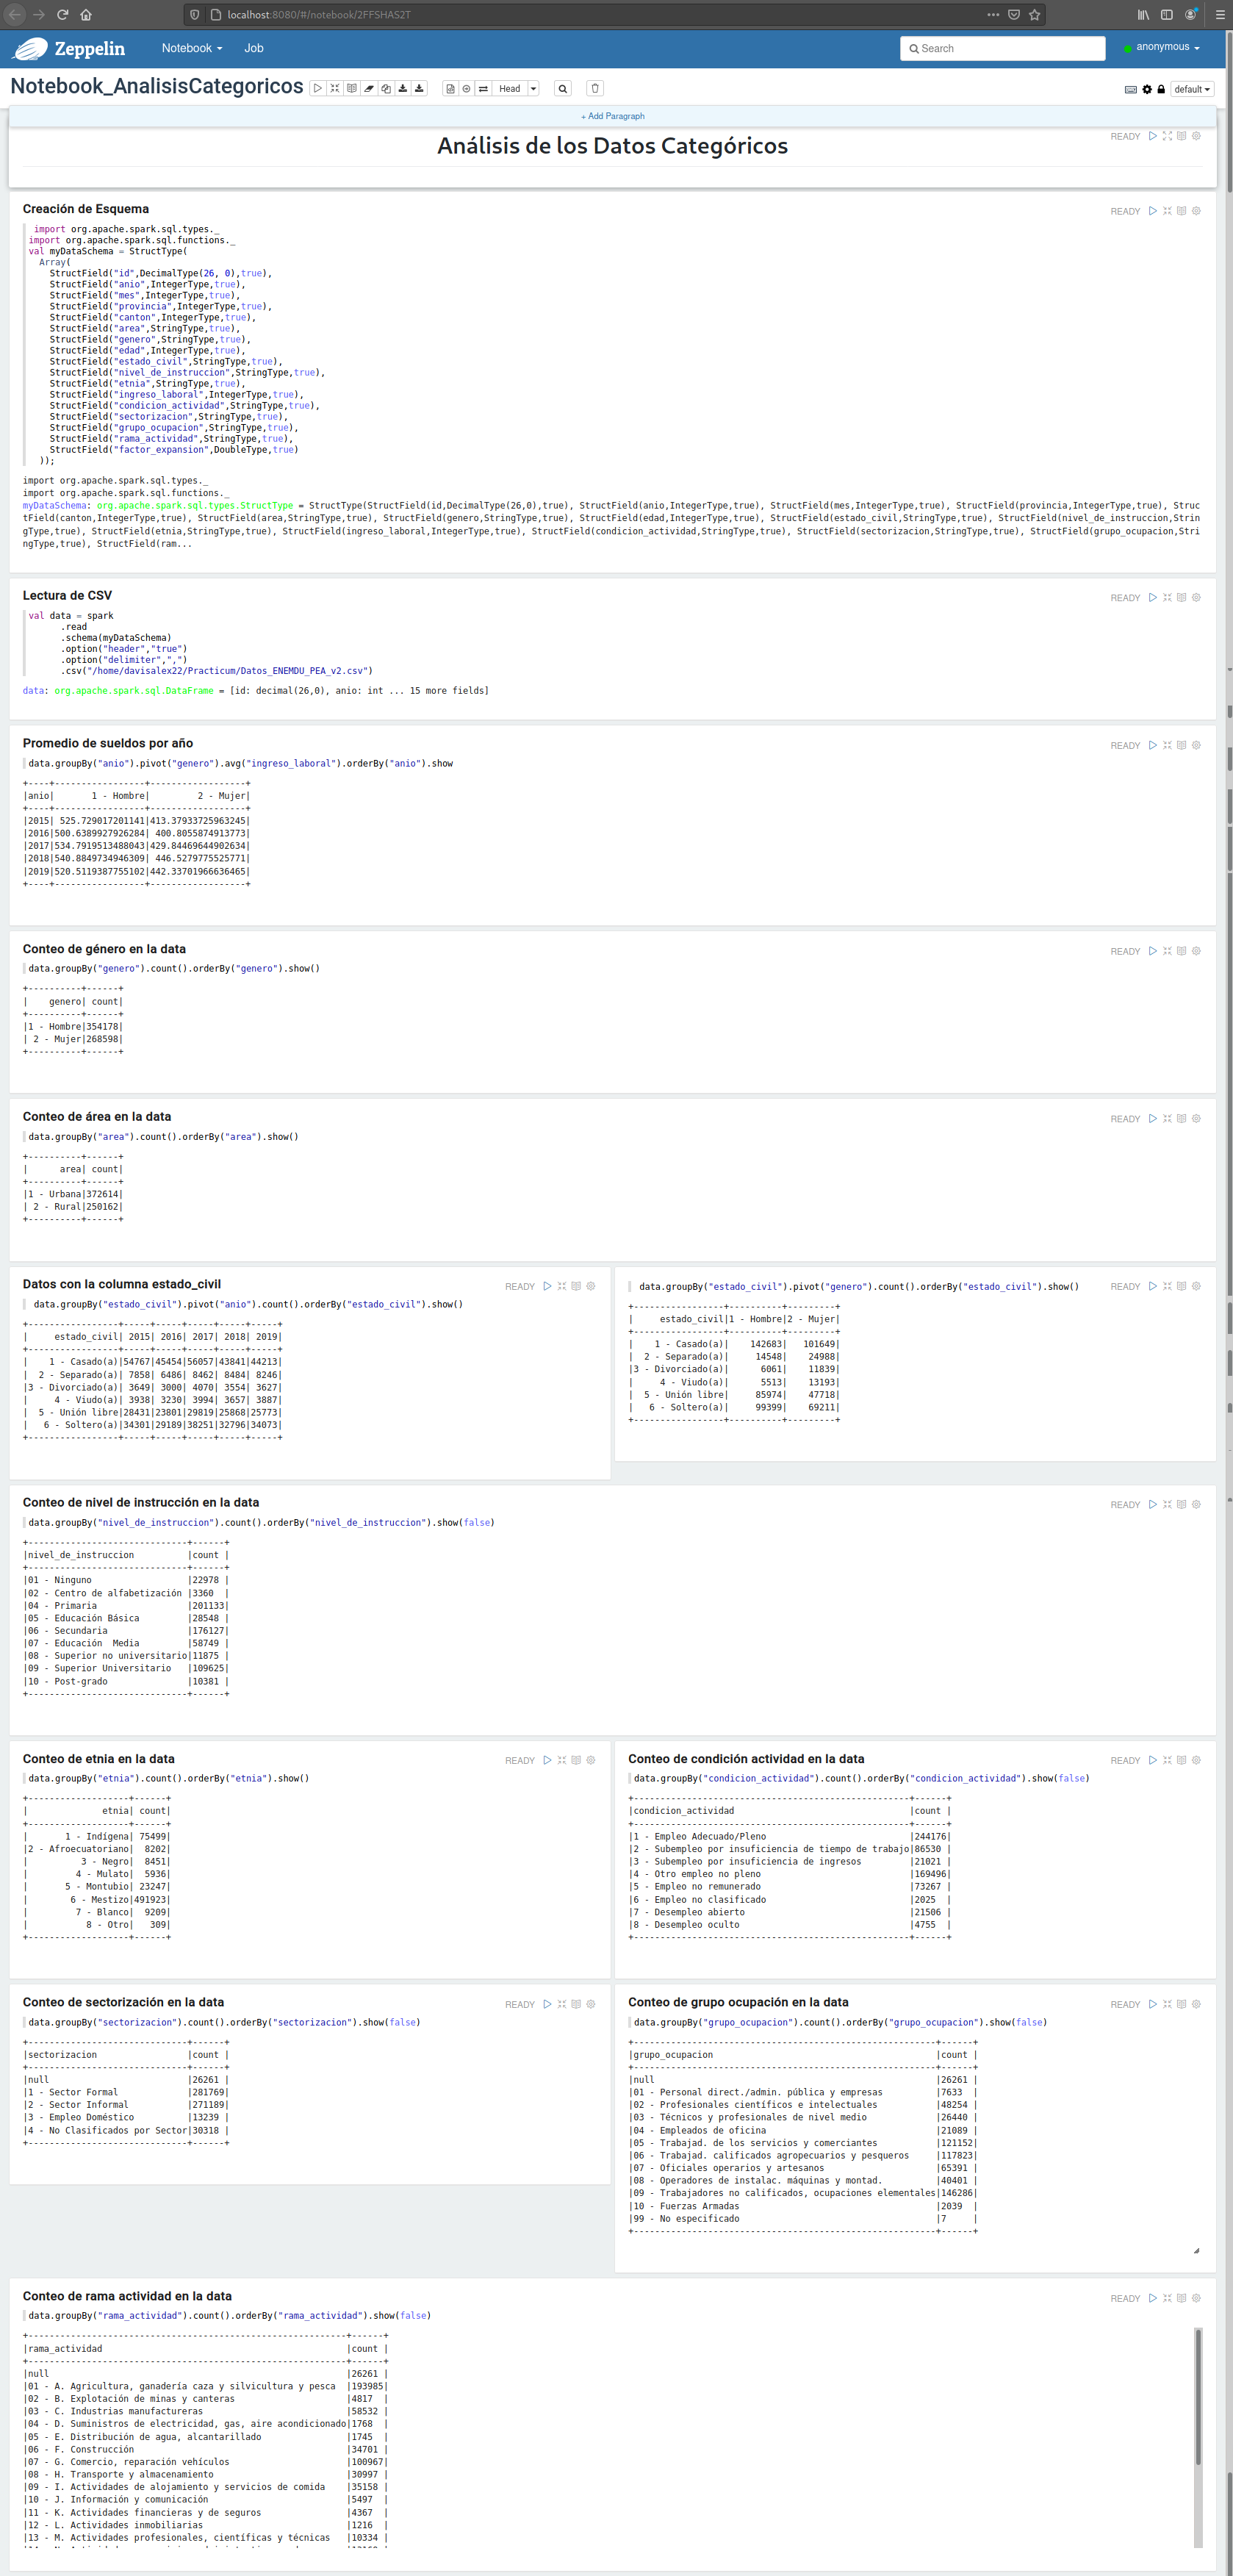 localhost:8080/#/notebook/2FFSHAS2T
Zeppelin Notebook Job Search anonymous
Notebook_AnalisisCategoricos Head default
+ Add Paragraph
READY
Análisis de los Datos Categóricos
Creación de Esquema READY
import org.apache.spark.sql.types._
import org.apache.spark.sql.functions._
val myDataSchema = StructType(
Array(
StructField("id",DecimalType(26, 0),true),
StructField("anio",IntegerType,true),
StructField("mes",IntegerType,true),
StructField("provincia",IntegerType,true),
StructField("canton",IntegerType,true),
StructField("area",StringType,true),
StructField("genero",StringType,true),
StructField("edad",IntegerType,true),
StructField("estado_civil",StringType,true),
StructField("nivel_de_instruccion",StringType,true),
StructField("etnia",StringType,true),
StructField("ingreso_laboral",IntegerType,true),
StructField("condicion_actividad",StringType,true),
StructField("sectorizacion",StringType,true),
StructField("grupo_ocupacion",StringType,true),
StructField("rama_actividad",StringType,true),
StructField("factor_expansion",DoubleType,true)
));
import org.apache.spark.sql.types._
import org.apache.spark.sql.functions._
myDataSchema: org.apache.spark.sql.types.StructType = StructType(StructField(id,DecimalType(26,0),true), StructField(anio,IntegerType,true), StructField(mes,IntegerType,true), StructField(provincia,IntegerType,true), Struc
tField(canton,IntegerType,true), StructField(area,StringType,true), StructField(genero,StringType,true), StructField(edad,IntegerType,true), StructField(estado_civil,StringType,true), StructField(nivel_de_instruccion,Strin
gType,true), StructField(etnia,StringType,true), StructField(ingreso_laboral,IntegerType,true), StructField(condicion_actividad,StringType,true), StructField(sectorizacion,StringType,true), StructField(grupo_ocupacion,Stri
ngType,true), StructField(ram...
Lectura de CSV READY
val data = spark
.read
.schema(myDataSchema)
.option("header","true")
.option("delimiter",",")
.csv("/home/davisalex22/Practicum/Datos_ENEMDU_PEA_v2.csv")
data: org.apache.spark.sql.DataFrame = [id: decimal(26,0), anio: int ... 15 more fields]
Promedio de sueldos por año READY
data.groupBy("anio").pivot("genero").avg("ingreso_laboral").orderBy("anio").show
+----+-----------------+------------------+
|anio|       1 - Hombre|         2 - Mujer|
+----+-----------------+------------------+
|2015| 525.729017201141|413.37933725963245|
|2016|500.6389927926284| 400.8055874913773|
|2017|534.7919513488043|429.84469644902634|
|2018|540.8849734946309| 446.5279775525771|
|2019|520.5119387755102|442.33701966636465|
+----+-----------------+------------------+
Conteo de género en la data READY
data.groupBy("genero").count().orderBy("genero").show()
+----------+------+
|    genero| count|
+----------+------+
|1 - Hombre|354178|
| 2 - Mujer|268598|
+----------+------+
Conteo de área en la data READY
data.groupBy("area").count().orderBy("area").show()
+----------+------+
|      area| count|
+----------+------+
|1 - Urbana|372614|
| 2 - Rural|250162|
+----------+------+
Datos con la columna estado_civil READY
data.groupBy("estado_civil").pivot("anio").count().orderBy("estado_civil").show()
+----------------+-----+-----+-----+-----+-----+
|    estado_civil| 2015| 2016| 2017| 2018| 2019|
+----------------+-----+-----+-----+-----+-----+
|   1 - Casado(a)|54767|45454|56057|43841|44213|
| 2 - Separado(a)| 7858| 6486| 8462| 8484| 8246|
|3 - Divorciado(a)| 3649| 3000| 4070| 3554| 3627|
|    4 - Viudo(a)| 3938| 3230| 3994| 3657| 3887|
| 5 - Unión libre|28431|23801|29819|25868|25773|
|  6 - Soltero(a)|34301|29189|38251|32796|34073|
+----------------+-----+-----+-----+-----+-----+
data.groupBy("estado_civil").pivot("genero").count().orderBy("estado_civil").show() READY
+-----------------+----------+---------+
|     estado_civil|1 - Hombre|2 - Mujer|
+-----------------+----------+---------+
|    1 - Casado(a)|    142683|   101649|
|  2 - Separado(a)|     14548|    24988|
|3 - Divorciado(a)|      6061|    11839|
|     4 - Viudo(a)|      5513|    13193|
|  5 - Unión libre|     85974|    47718|
|   6 - Soltero(a)|     99399|    69211|
+-----------------+----------+---------+
Conteo de nivel de instrucción en la data READY
data.groupBy("nivel_de_instruccion").count().orderBy("nivel_de_instruccion").show(false)
+------------------------------+------+
|nivel_de_instruccion          |count |
+------------------------------+------+
|01 - Ninguno                  |22978 |
|02 - Centro de alfabetización |3360  |
|04 - Primaria                 |201133|
|05 - Educación Básica         |28548 |
|06 - Secundaria               |176127|
|07 - Educación  Media         |58749 |
|08 - Superior no universitario|11875 |
|09 - Superior Universitario   |109625|
|10 - Post-grado               |10381 |
+------------------------------+------+
Conteo de etnia en la data READY
data.groupBy("etnia").count().orderBy("etnia").show()
+-------------------+------+
|              etnia| count|
+-------------------+------+
|       1 - Indígena| 75499|
|2 - Afroecuatoriano|  8202|
|          3 - Negro|  8451|
|         4 - Mulato|  5936|
|       5 - Montubio| 23247|
|        6 - Mestizo|491923|
|         7 - Blanco|  9209|
|           8 - Otro|   309|
+-------------------+------+
Conteo de condición actividad en la data READY
data.groupBy("condicion_actividad").count().orderBy("condicion_actividad").show(false)
+----------------------------------------------------+------+
|condicion_actividad                                 |count |
+----------------------------------------------------+------+
|1 - Empleo Adecuado/Pleno                           |244176|
|2 - Subempleo por insuficiencia de tiempo de trabajo|86530 |
|3 - Subempleo por insuficiencia de ingresos         |21021 |
|4 - Otro empleo no pleno                            |169496|
|5 - Empleo no remunerado                            |73267 |
|6 - Empleo no clasificado                           |2025  |
|7 - Desempleo abierto                               |21506 |
|8 - Desempleo oculto                                |4755  |
+----------------------------------------------------+------+
Conteo de sectorización en la data READY
data.groupBy("sectorizacion").count().orderBy("sectorizacion").show(false)
+------------------------------+------+
|sectorizacion                 |count |
+------------------------------+------+
|null                          |26261 |
|1 - Sector Formal             |281769|
|2 - Sector Informal           |271189|
|3 - Empleo Doméstico          |13239 |
|4 - No Clasificados por Sector|30318 |
+------------------------------+------+
Conteo de grupo ocupación en la data READY
data.groupBy("grupo_ocupacion").count().orderBy("grupo_ocupacion").show(false)
+---------------------------------------------------------+------+
|grupo_ocupacion                                          |count |
+---------------------------------------------------------+------+
|null                                                     |26261 |
|01 - Personal direct./admin. pública y empresas          |7633  |
|02 - Profesionales científicos e intelectuales           |48254 |
|03 - Técnicos y profesionales de nivel medio             |26440 |
|04 - Empleados de oficina                                |21089 |
|05 - Trabajad. de los servicios y comerciantes           |121152|
|06 - Trabajad. calificados agropecuarios y pesqueros     |117823|
|07 - Oficiales operarios y artesanos                     |65391 |
|08 - Operadores de instalac. máquinas y montad.          |40401 |
|09 - Trabajadores no calificados, ocupaciones elementales|146286|
|10 - Fuerzas Armadas                                     |2039  |
|99 - No especificado                                     |7     |
+---------------------------------------------------------+------+
Conteo de rama actividad en la data READY
data.groupBy("rama_actividad").count().orderBy("rama_actividad").show(false)
+------------------------------------------------------------+------+
|rama_actividad                                              |count |
+------------------------------------------------------------+------+
|null                                                        |26261 |
|01 - A. Agricultura, ganadería caza y silvicultura y pesca  |193985|
|02 - B. Explotación de minas y canteras                     |4817  |
|03 - C. Industrias manufactureras                           |58532 |
|04 - D. Suministros de electricidad, gas, aire acondicionado|1768  |
|05 - E. Distribución de agua, alcantarillado                |1745  |
|06 - F. Construcción                                        |34701 |
|07 - G. Comercio, reparación vehículos                      |100967|
|08 - H. Transporte y almacenamiento                         |30997 |
|09 - I. Actividades de alojamiento y servicios de comida    |35158 |
|10 - J. Información y comunicación                          |5497  |
|11 - K. Actividades financieras y de seguros                |4367  |
|12 - L. Actividades inmobiliarias                           |1216  |
|13 - M. Actividades profesionales, científicas y técnicas   |10334 |